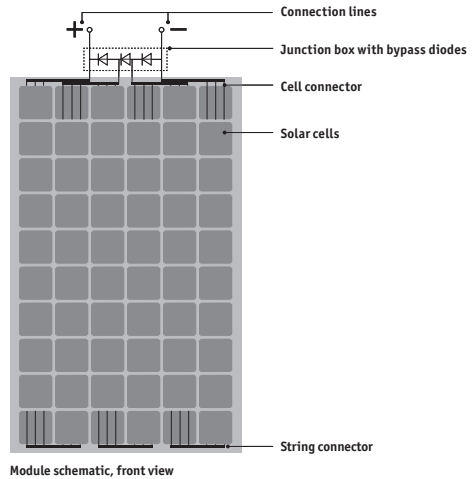 Connection lines
+ −
Junction box with bypass diodes
Cell connector
Solar cells
String connector
Module schematic, front view